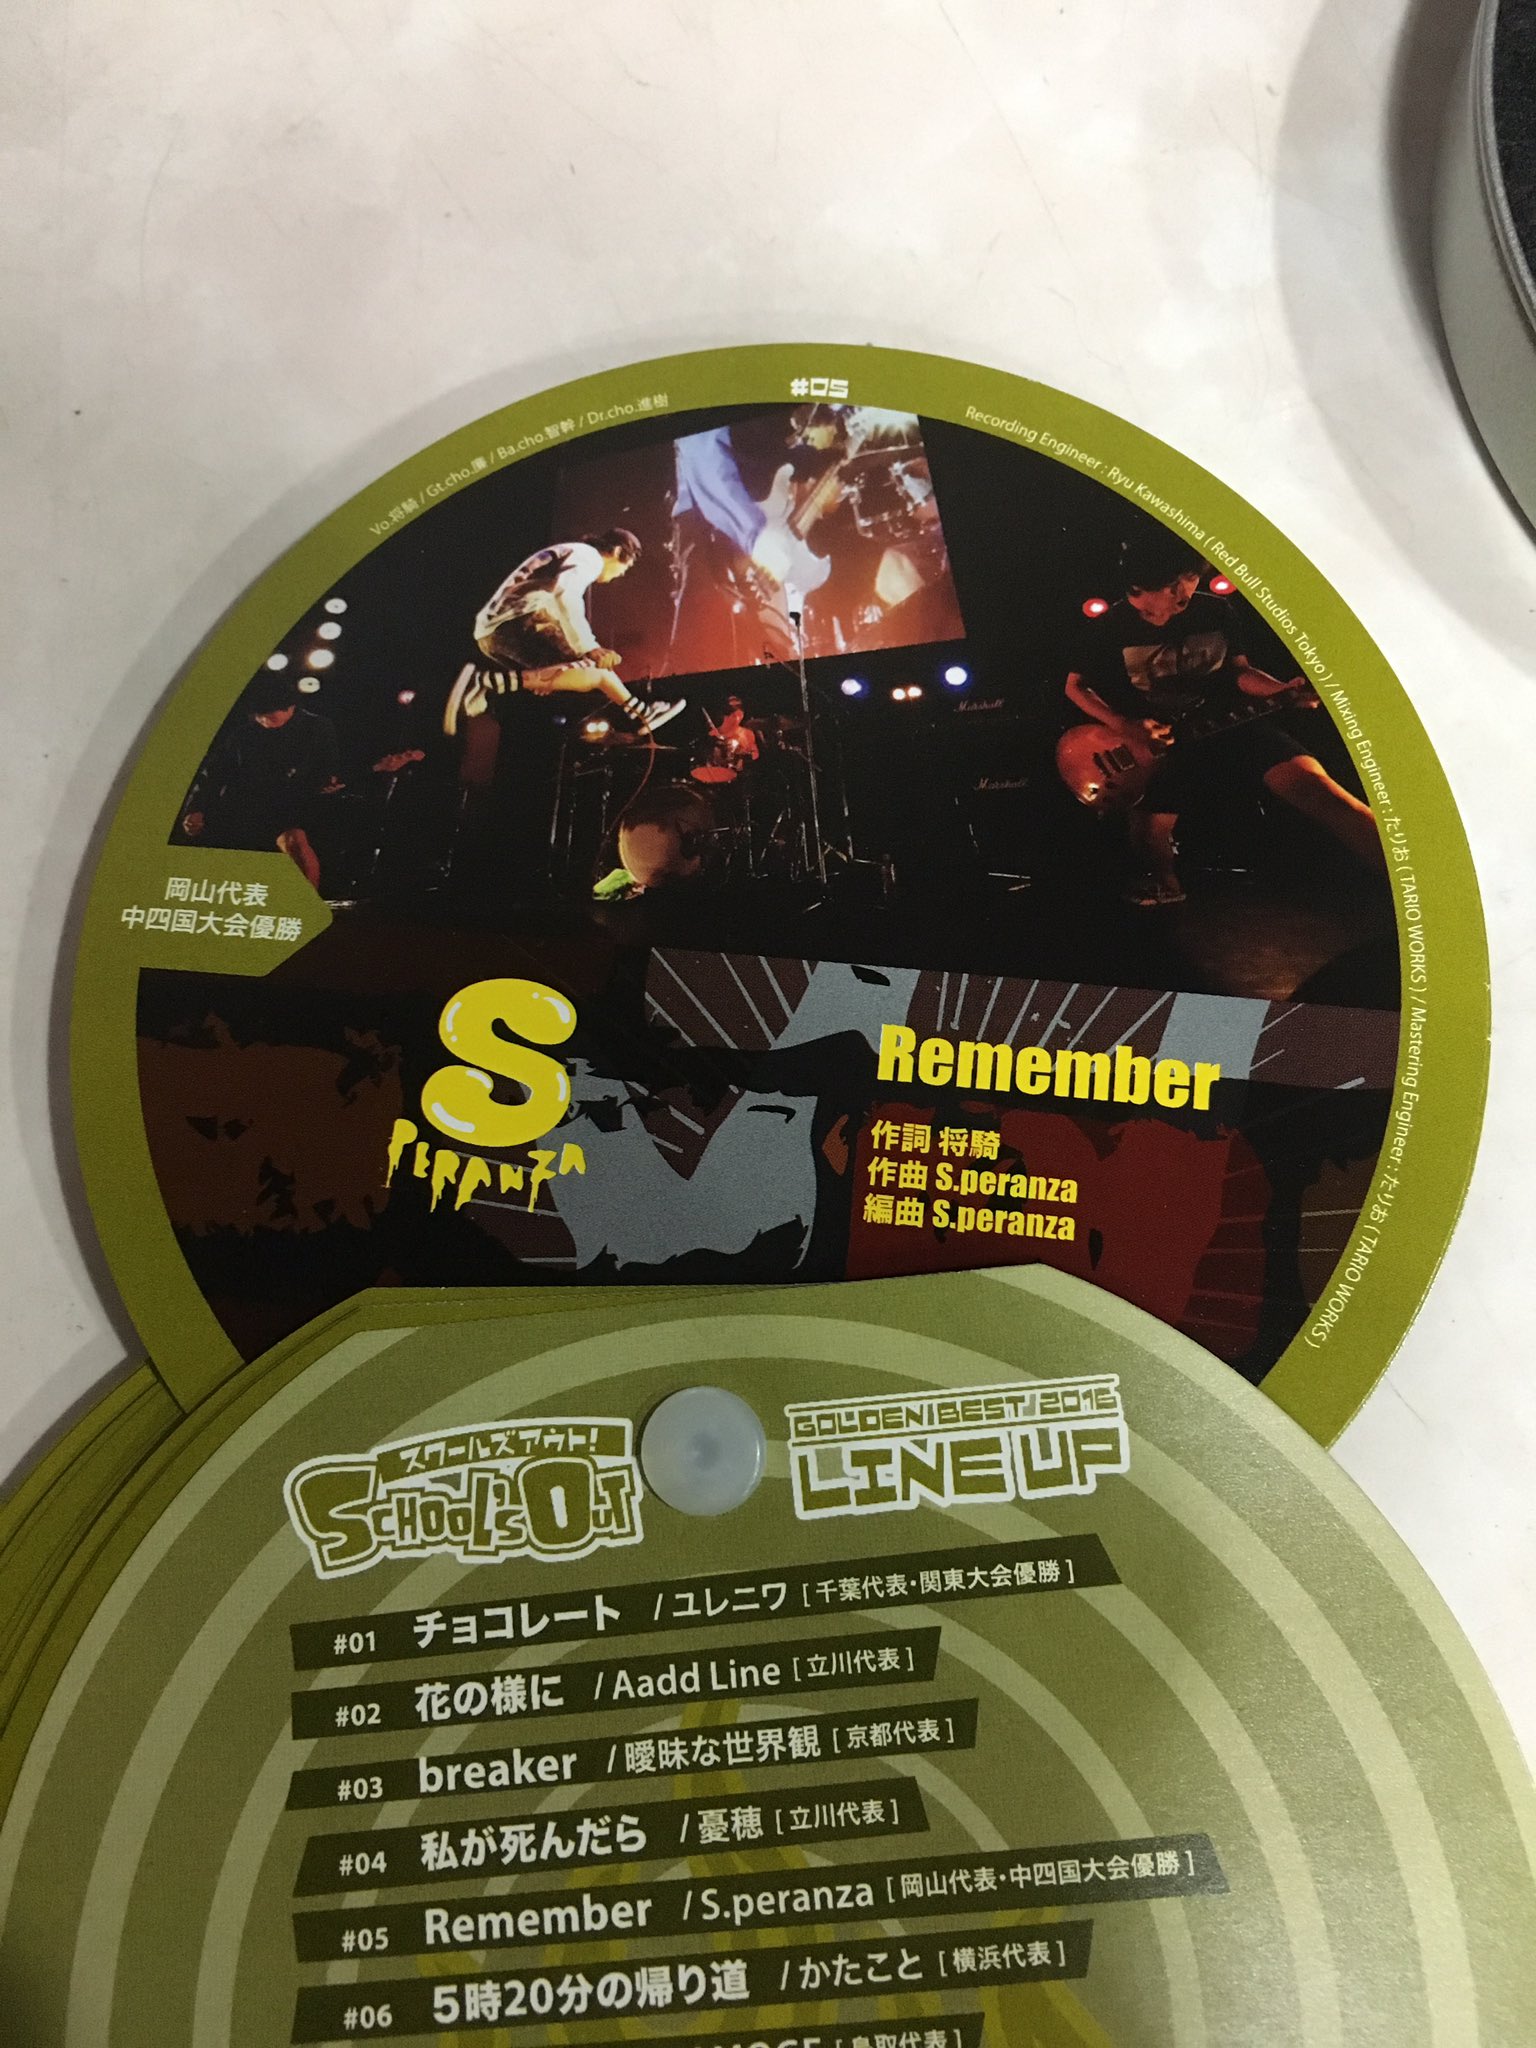 #05
Vo.将騎 / Gt.cho.廉 / Ba.cho.智幹 / Dr.cho.進樹
Recording Engineer : Ryu Kawashima ( Red Bull Studios Tokyo ) / Mixing Engineer : たりお ( TARIO WORKS ) / Mastering Engineer : たりお ( TARIO WORKS )
Marshall
Marshall
岡山代表
中四国大会優勝
S
PERANZA
Remember
作詞 将騎
作曲 S.peranza
編曲 S.peranza
スクールズアウト!
SCHOOL'S OUT
GOLDEN/BEST/2016
LINE UP
#01 チョコレート / ユレニワ [ 千葉代表・関東大会優勝 ]
#02 花の様に / Aadd Line [ 立川代表 ]
#03 breaker / 曖昧な世界観 [ 京都代表 ]
#04 私が死んだら / 憂穂 [ 立川代表 ]
#05 Remember / S.peranza [ 岡山代表・中四国大会優勝 ]
#06 5時20分の帰り道 / かたこと [ 横浜代表 ]
[ 鳥取代表 ]